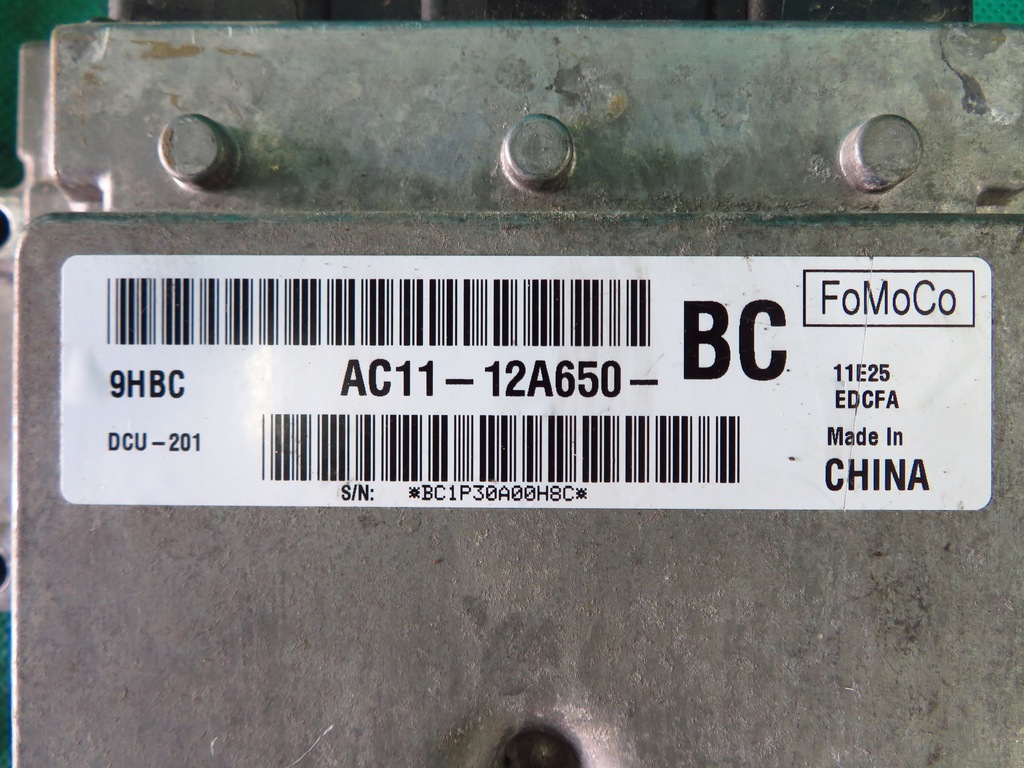 FoMoCo
BC
9HBC
AC11-12A650-
11E25
EDCFA
DCU-201
Made In
CHINA
S/N: *BC1P30A00H8C*